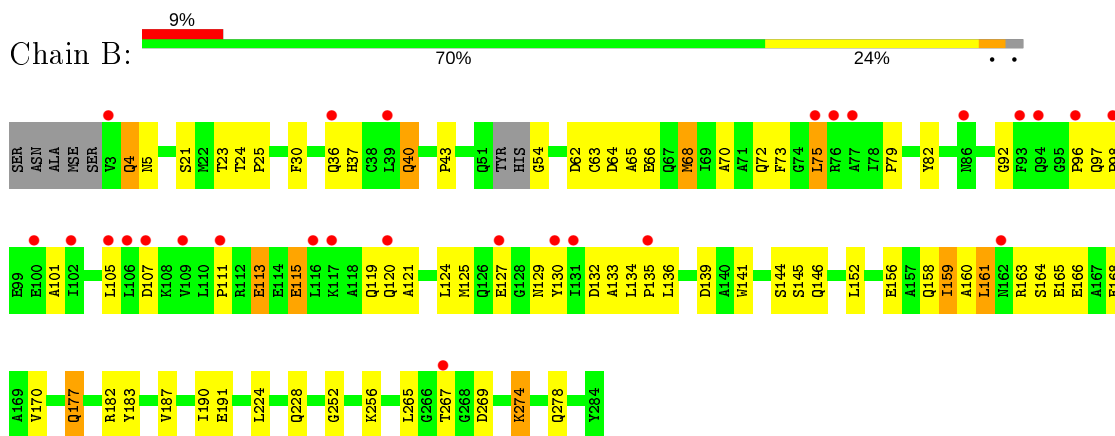 9%
Chain B:
70% 24% • •
SER ASN ALA MSE SER V3 Q4 N5 S21 M22 T23 T24 P25 F30 Q36 H37 C38 L39 Q40 P43 Q51 TYR HIS G54 D62 C63 D64 A65 E66 Q67 M68 I69 A70 A71 Q72 F73 G74 L75 R76 A77 I78 P79 Y82 N86 G92 F93 Q94 G95 P96 Q97
E99 E100 A101 I102 L105 L106 D107 K108 V109 L110 P111 R112 E113 E114 E115 L116 K117 A118 Q119 Q120 A121 L124 M125 Q126 E127 G128 N129 Y130 I131 D132 A133 L134 P135 L136 D139 A140 W141 S144 S145 Q146 L152 E156 A157 Q158 I159 A160 L161 N162 R163 S164 E165 E166 A167
A169 V170 Q177 R182 Y183 V187 I190 E191 L224 Q228 G252 K256 L265 G266 T267 G268 D269 K274 Q278 Y284